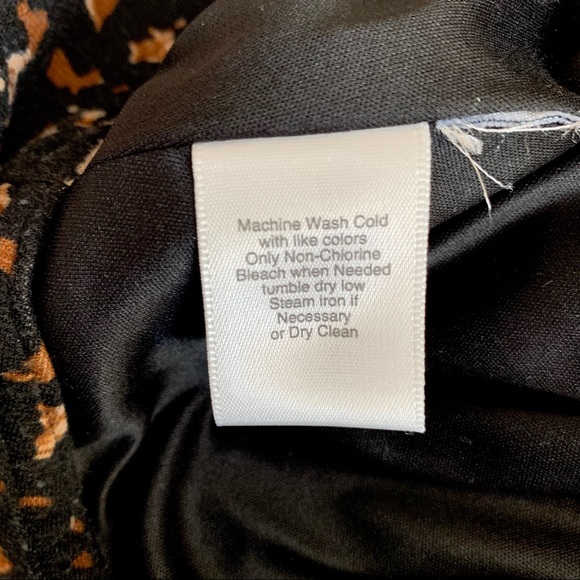 Machine Wash Cold
with like colors
Only Non-Chlorine
Bleach when Needed
tumble dry low
Steam iron if
Necessary
or Dry Clean